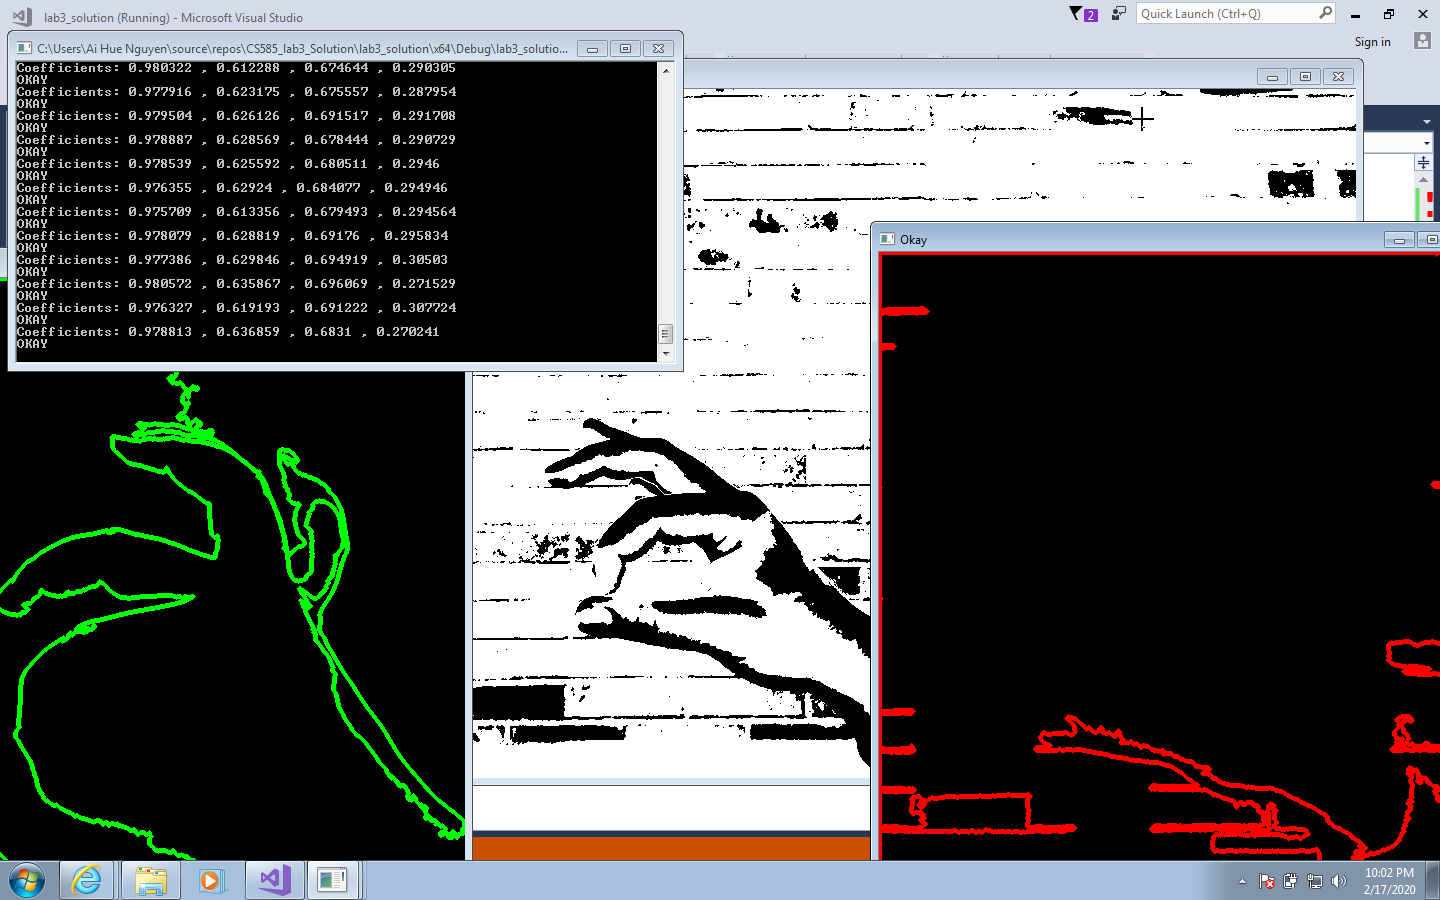 lab3_solution (Running) - Microsoft Visual Studio
2
Quick Launch (Ctrl+Q)
Sign in
C:\Users\Ai Hue Nguyen\source\repos\CS585_lab3_Solution\lab3_solution\x64\Debug\lab3_solutio...
Coefficients: 0.980322 , 0.612288 , 0.674644 , 0.290305
OKAY
Coefficients: 0.977916 , 0.623175 , 0.675557 , 0.287954
OKAY
Coefficients: 0.979504 , 0.626126 , 0.691517 , 0.291708
OKAY
Coefficients: 0.978887 , 0.628569 , 0.678444 , 0.290729
OKAY
Coefficients: 0.978539 , 0.625592 , 0.680511 , 0.2946
OKAY
Coefficients: 0.976355 , 0.62924 , 0.684077 , 0.294946
OKAY
Coefficients: 0.975709 , 0.613356 , 0.679493 , 0.294564
OKAY
Coefficients: 0.978079 , 0.628819 , 0.69176 , 0.295834
OKAY
Coefficients: 0.977386 , 0.629846 , 0.694919 , 0.30503
OKAY
Coefficients: 0.980572 , 0.635867 , 0.696069 , 0.271529
OKAY
Coefficients: 0.976327 , 0.619193 , 0.691222 , 0.307724
OKAY
Coefficients: 0.978813 , 0.636859 , 0.6831 , 0.270241
OKAY
Okay
10:02 PM
2/17/2020